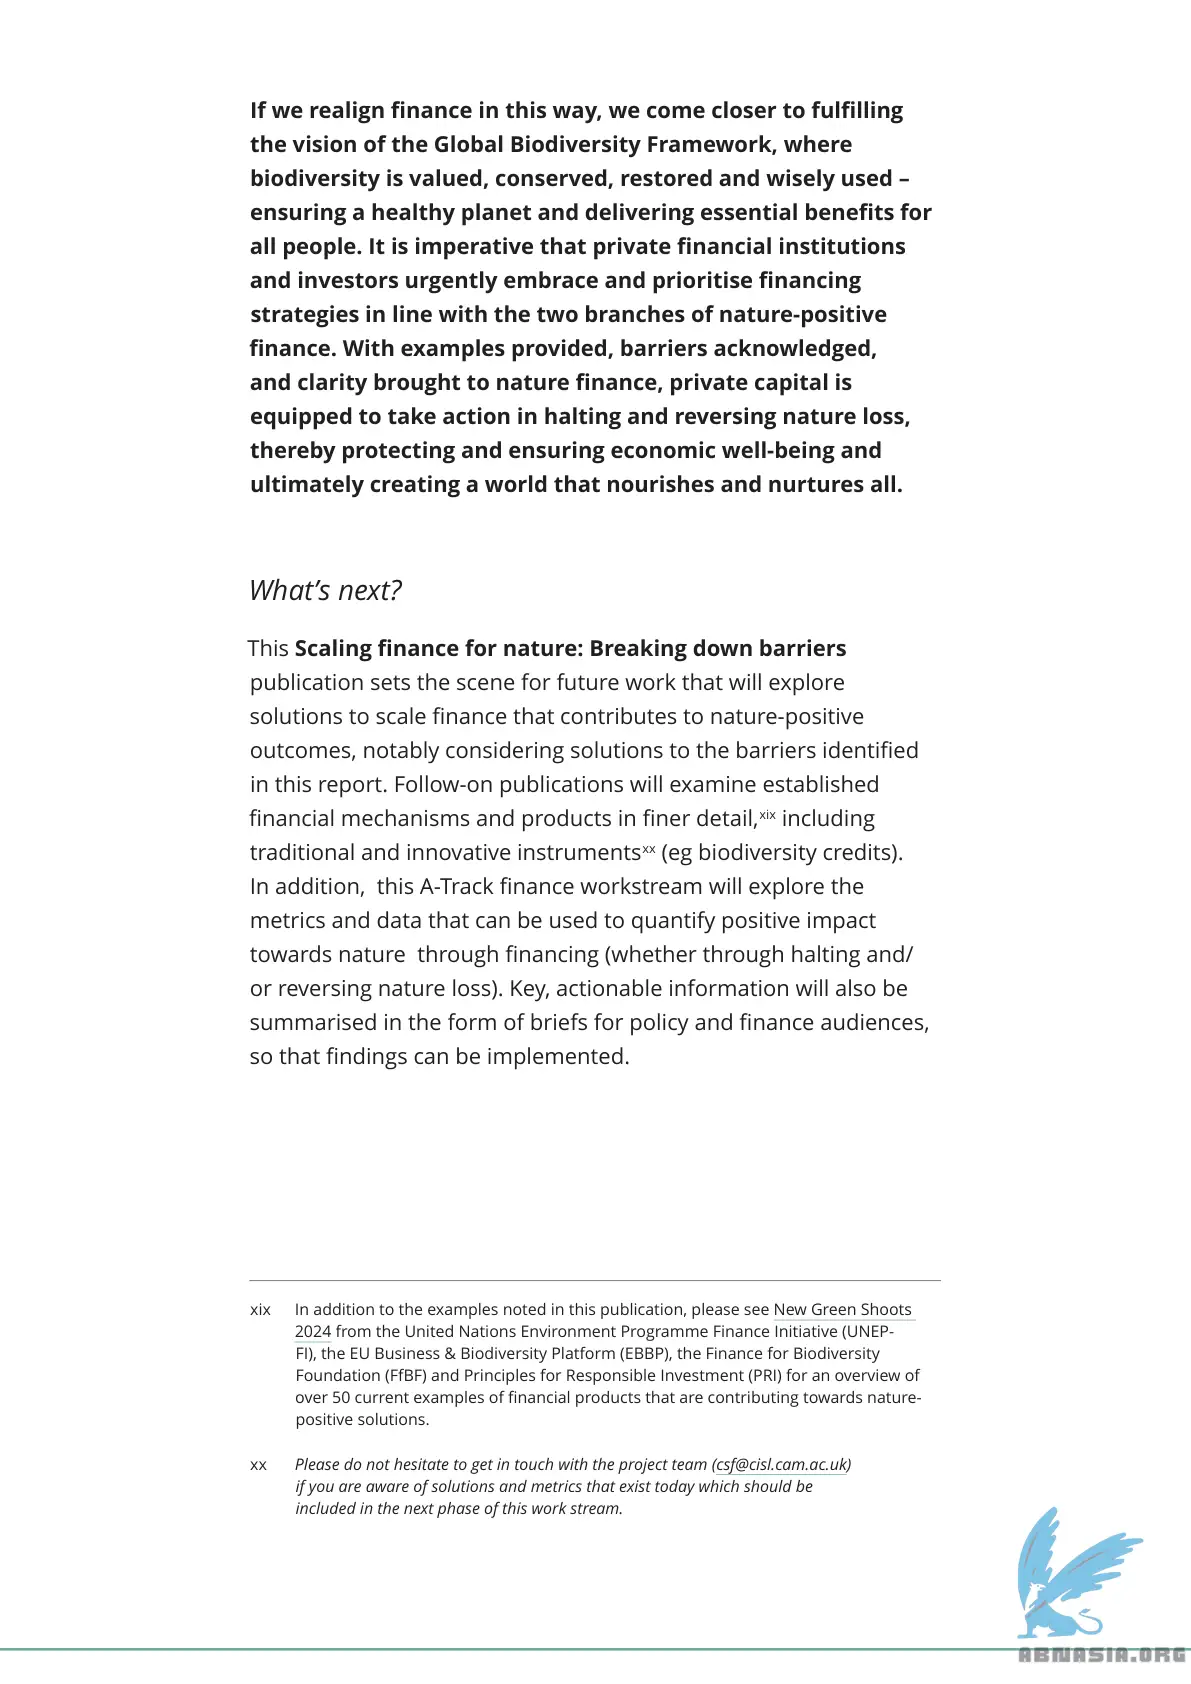 If we realign finance in this way, we come closer to fulfilling
the vision of the Global Biodiversity Framework, where
biodiversity is valued, conserved, restored and wisely used –
ensuring a healthy planet and delivering essential benefits for
all people. It is imperative that private financial institutions
and investors urgently embrace and prioritise financing
strategies in line with the two branches of nature-positive
finance. With examples provided, barriers acknowledged,
and clarity brought to nature finance, private capital is
equipped to take action in halting and reversing nature loss,
thereby protecting and ensuring economic well-being and
ultimately creating a world that nourishes and nurtures all.
What’s next?
This Scaling finance for nature: Breaking down barriers
publication sets the scene for future work that will explore
solutions to scale finance that contributes to nature-positive
outcomes, notably considering solutions to the barriers identified
in this report. Follow-on publications will examine established
financial mechanisms and products in finer detail,xix including
traditional and innovative instrumentsxx (eg biodiversity credits).
In addition,  this A-Track finance workstream will explore the
metrics and data that can be used to quantify positive impact
towards nature  through financing (whether through halting and/
or reversing nature loss). Key, actionable information will also be
summarised in the form of briefs for policy and finance audiences,
so that findings can be implemented.
xix In addition to the examples noted in this publication, please see New Green Shoots
2024 from the United Nations Environment Programme Finance Initiative (UNEP-
FI), the EU Business & Biodiversity Platform (EBBP), the Finance for Biodiversity
Foundation (FfBF) and Principles for Responsible Investment (PRI) for an overview of
over 50 current examples of financial products that are contributing towards nature-
positive solutions.
xx Please do not hesitate to get in touch with the project team (csf@cisl.cam.ac.uk)
if you are aware of solutions and metrics that exist today which should be
included in the next phase of this work stream.
ABNASIA.ORG